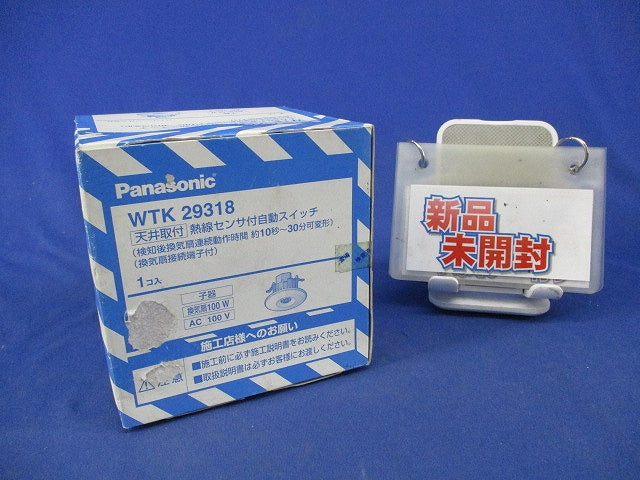 Panasonic
WTK 29318
天井取付 熱線センサ付自動スイッチ
(検知後換気扇連続動作時間 約10秒~30分可変形)
(換気扇接続端子付)
1コ入
子器
換気扇100W
AC 100V
施工店様へのお願い
注意
■施工前に必ず施工説明書をお読みください。
■取扱説明書は必ずお客様にお渡しください。
新品
未開封